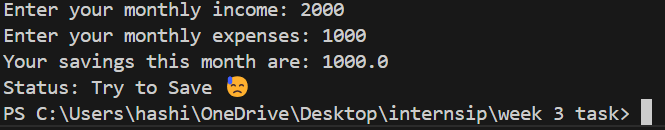 Enter your monthly income: 2000
Enter your monthly expenses: 1000
Your savings this month are: 1000.0
Status: Try to Save 😓
PS C:\Users\hashi\OneDrive\Desktop\internsip\week 3 task>